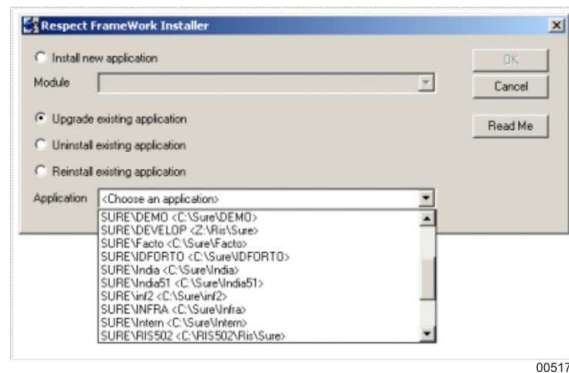 Respect FrameWork Installer
Install new application
OK
Module
Cancel
Upgrade existing application
Read Me
Uninstall existing application
Reinstall existing application
Application <Choose an application>
SURE\DEMO <C:\Sure\DEMO>
SURE\DEVELOP <Z:\Ris\Sure>
SURE\Facto <C:\Sure\Facto>
SURE\IDFORTO <C:\Sure\IDFORTO>
SURE\India <C:\Sure\India>
SURE\India51 <C:\Sure\India51>
SURE\inf2 <C:\Sure\inf2>
SURE\INFRA <C:\Sure\Infra>
SURE\Intern <C:\Sure\Intern>
SURE\RIS502 <C:\RIS502\Ris\Sure>
00517